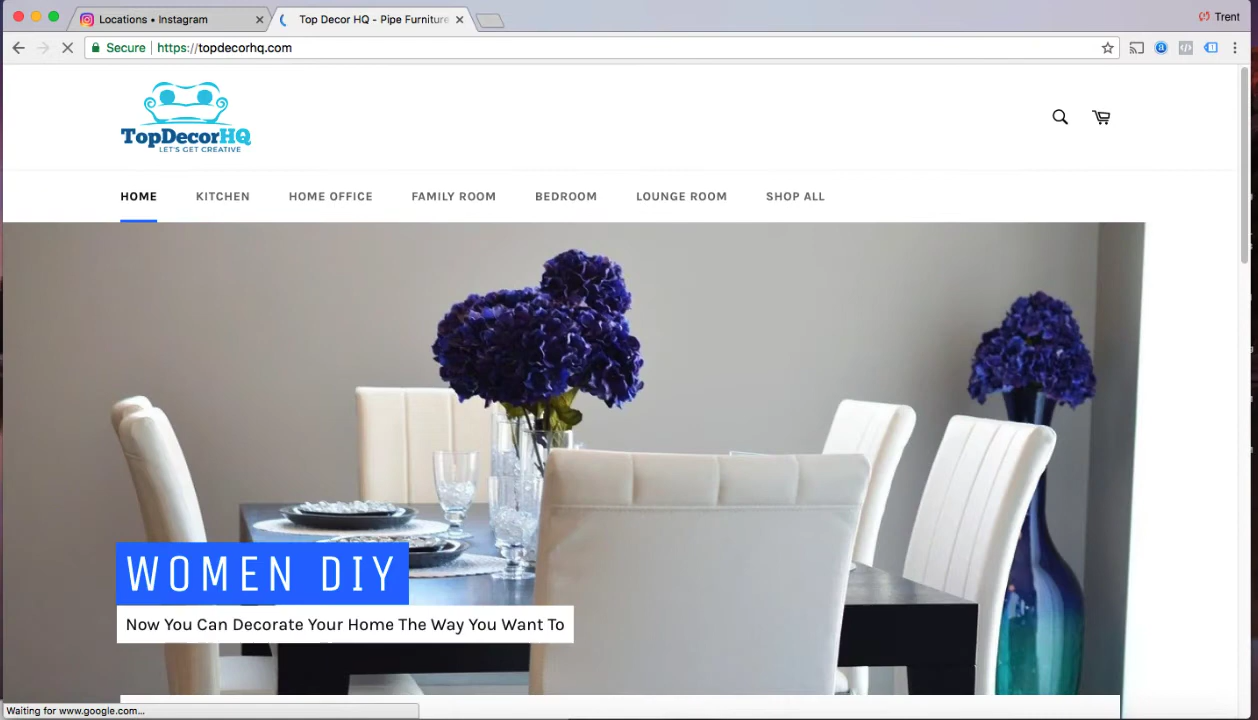 Locations • Instagram
Top Decor HQ - Pipe Furniture
Trent
Secure
https://topdecorhq.com
TopDecorHQ
LET'S GET CREATIVE
HOME
KITCHEN
HOME OFFICE
FAMILY ROOM
BEDROOM
LOUNGE ROOM
SHOP ALL
WOMEN DIY
Now You Can Decorate Your Home The Way You Want To
Waiting for www.google.com...